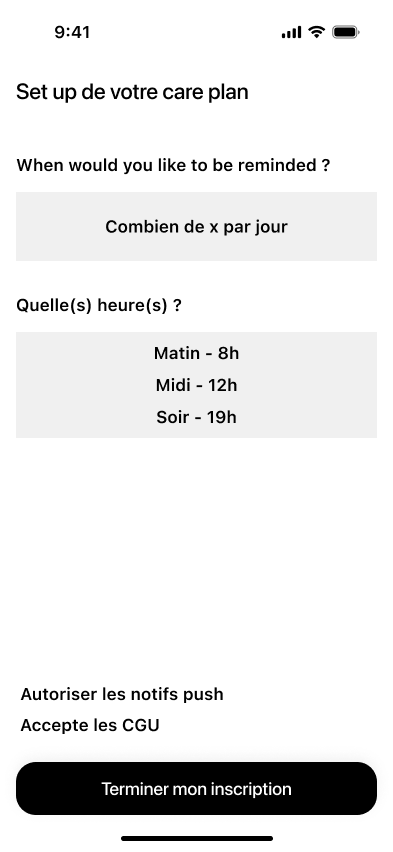 9:41
Set up de votre care plan
When would you like to be reminded ?
Combien de x par jour
Quelle(s) heure(s) ?
Matin - 8h
Midi - 12h
Soir - 19h
Autoriser les notifs push
Accepte les CGU
Terminer mon inscription